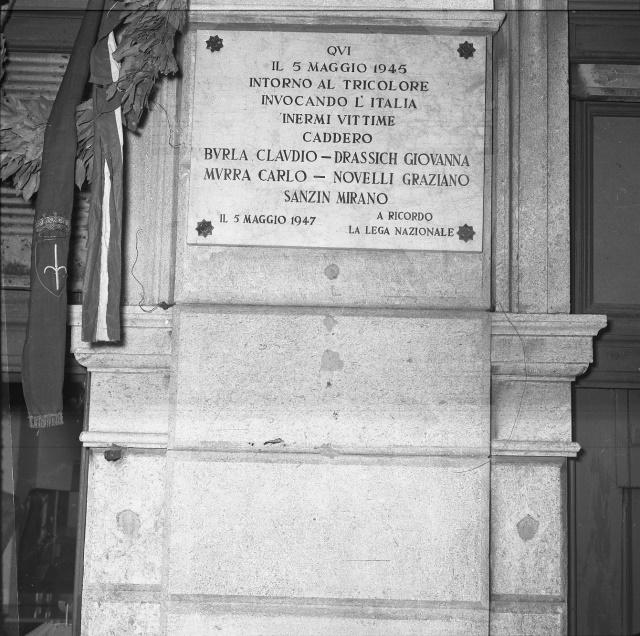 QVI
IL 5 MAGGIO 1945
INTORNO AL TRICOLORE
INVOCANDO L'ITALIA
INERMI VITTIME
CADDERO
BVRLA CLAVDIO – DRASSICH GIOVANNA
MVRRA CARLO – NOVELLI GRAZIANO
SANZIN MIRANO
IL 5 MAGGIO 1947
A RICORDO
LA LEGA NAZIONALE